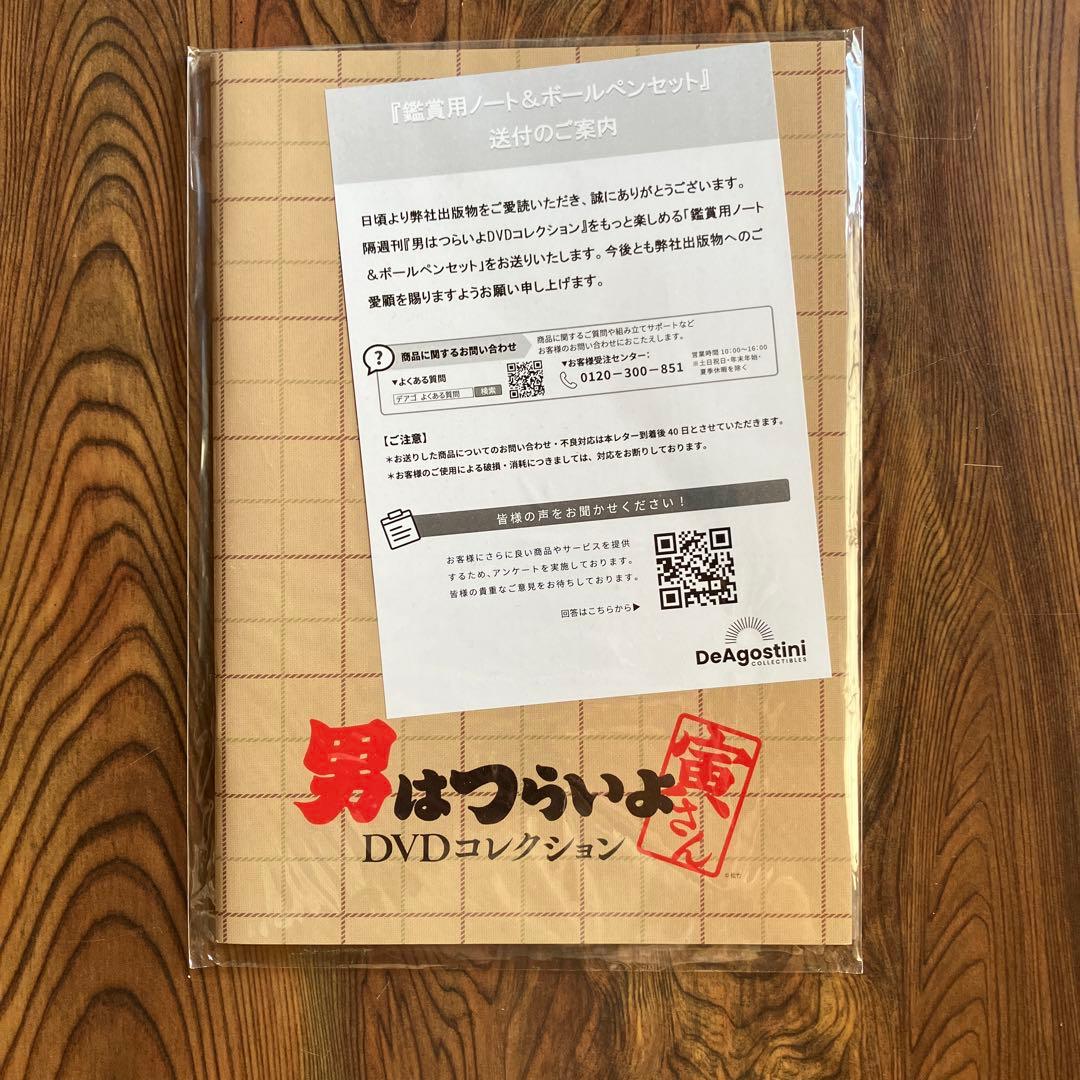 『鑑賞用ノート&ボールペンセット』
送付のご案内
日頃より弊社出版物をご愛読いただき、誠にありがとうございます。
隔週刊『男はつらいよDVDコレクション』をもっと楽しめる「鑑賞用ノート
&ボールペンセット」をお送りいたします。今後とも弊社出版物へのご
愛顧を賜りますようお願い申し上げます。
?
商品に関するお問い合わせ
商品に関するご質問や組み立てサポートなど
お客様のお問い合わせにおこたえします。
▼よくある質問
デアゴ よくある質問 検索
▼お客様受注センター:
0120-300-851
営業時間 10:00~16:00
※土日祝日・年末年始・
夏季休暇を除く
【ご注意】
*お送りした商品についてのお問い合わせ・不良対応は本レター到着後 40 日とさせていただきます。
*お客様のご使用による破損・消耗につきましては、対応をお断りしております。
皆様の声をお聞かせください!
お客様にさらに良い商品やサービスを提供
するため、アンケートを実施しております。
皆様の貴重なご意見をお待ちしております。
回答はこちらから▶
DeAgostini
COLLECTIBLES
男はつらいよ
寅さん
DVDコレクション
©松竹